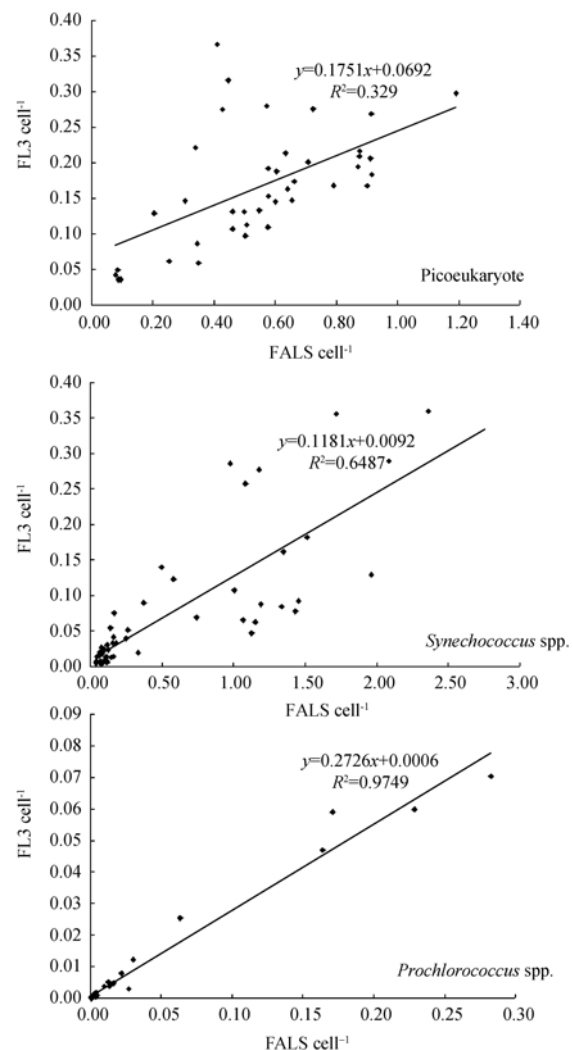 0.40
0.35
0.30
0.25
0.20
0.15
0.10
0.05
0.00
FL3 cell⁻¹
y=0.1751x+0.0692
R²=0.329
Picoeukaryote
0.00 0.20 0.40 0.60 0.80 1.00 1.20 1.40
FALS cell⁻¹
0.40
0.35
0.30
0.25
0.20
0.15
0.10
0.05
0.00
FL3 cell⁻¹
y=0.1181x+0.0092
R²=0.6487
Synechococcus spp.
0.00 0.50 1.00 1.50 2.00 2.50 3.00
FALS cell⁻¹
0.09
0.08
0.07
0.06
0.05
0.04
0.03
0.02
0.01
0.00
FL3 cell⁻¹
y=0.2726x+0.0006
R²=0.9749
Prochlorococcus spp.
0.00 0.05 0.10 0.15 0.20 0.25 0.30
FALS cell⁻¹